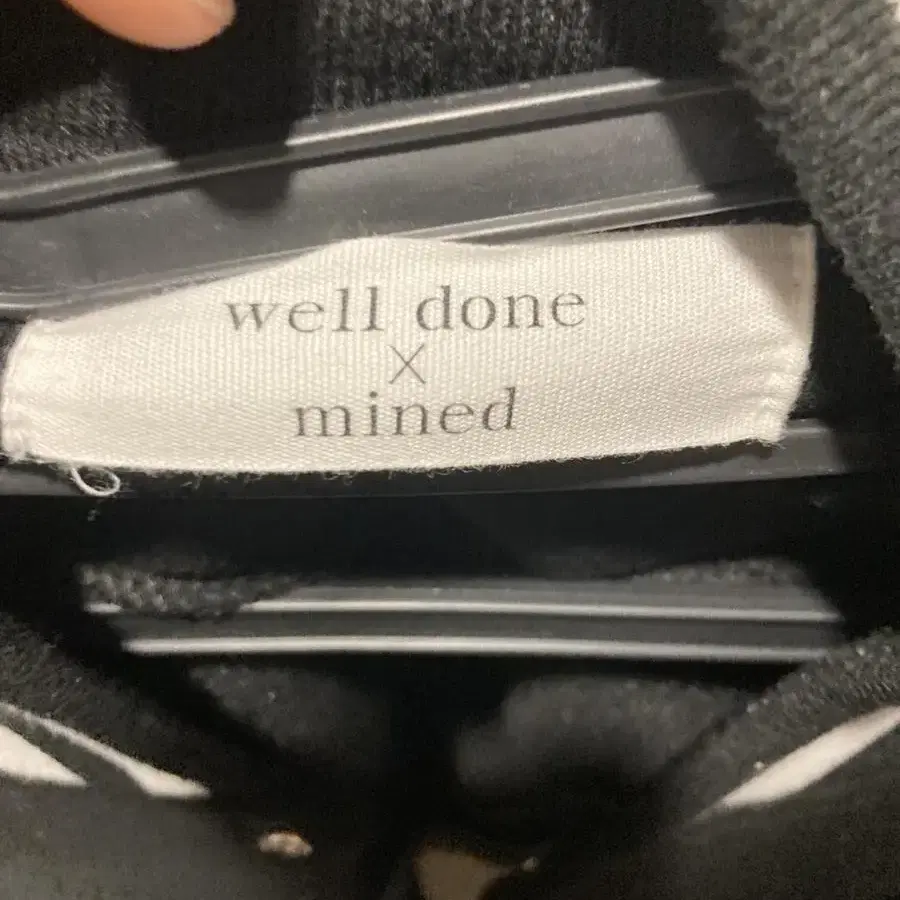 well done
×
mined